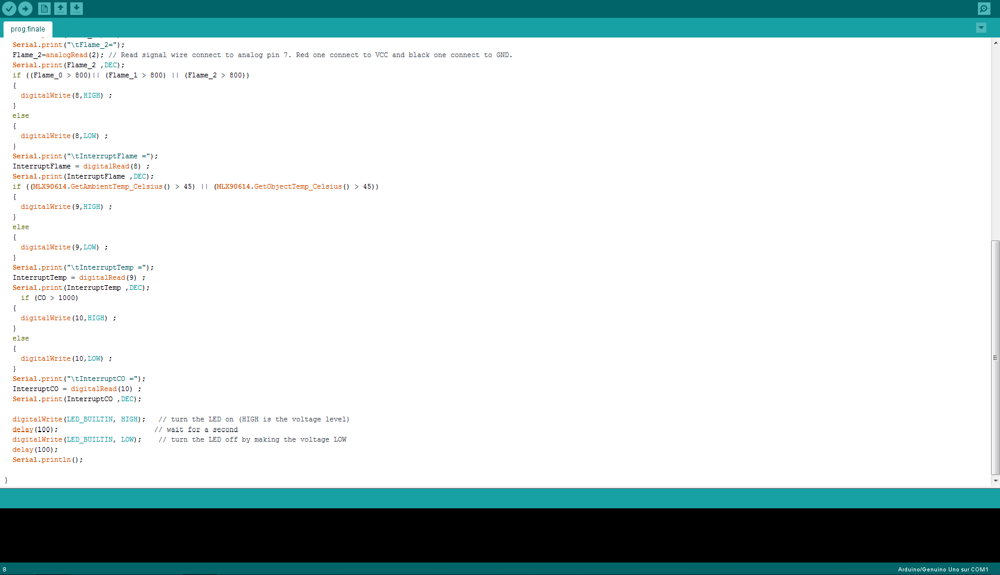 prog.finale
Serial.print("\tFlame_2=");
Flame_2=analogRead(2); // Read signal wire connect to analog pin 7. Red one connect to VCC and black one connect to GND.
Serial.print(Flame_2 ,DEC);
if ((Flame_0 > 800)|| (Flame_1 > 800) || (Flame_2 > 800))
{
digitalWrite(8,HIGH) ;
}
else
{
digitalWrite(8,LOW) ;
}
Serial.print("\tInterruptFlame =");
InterruptFlame = digitalRead(8) ;
Serial.print(InterruptFlame ,DEC);
if ((MLX90614.GetAmbientTemp_Celsius() > 45) || (MLX90614.GetObjectTemp_Celsius() > 45))
{
digitalWrite(9,HIGH) ;
}
else
{
digitalWrite(9,LOW) ;
}
Serial.print("\tInterruptTemp =");
InterruptTemp = digitalRead(9) ;
Serial.print(InterruptTemp ,DEC);
if (CO > 1000)
{
digitalWrite(10,HIGH) ;
}
else
{
digitalWrite(10,LOW) ;
}
Serial.print("\tInterruptCO =");
InterruptCO = digitalRead(10) ;
Serial.print(InterruptCO ,DEC);
digitalWrite(LED_BUILTIN, HIGH); // turn the LED on (HIGH is the voltage level)
delay(100); // wait for a second
digitalWrite(LED_BUILTIN, LOW); // turn the LED off by making the voltage LOW
delay(100);
Serial.println();
}
8
Arduino/Genuino Uno sur COM1